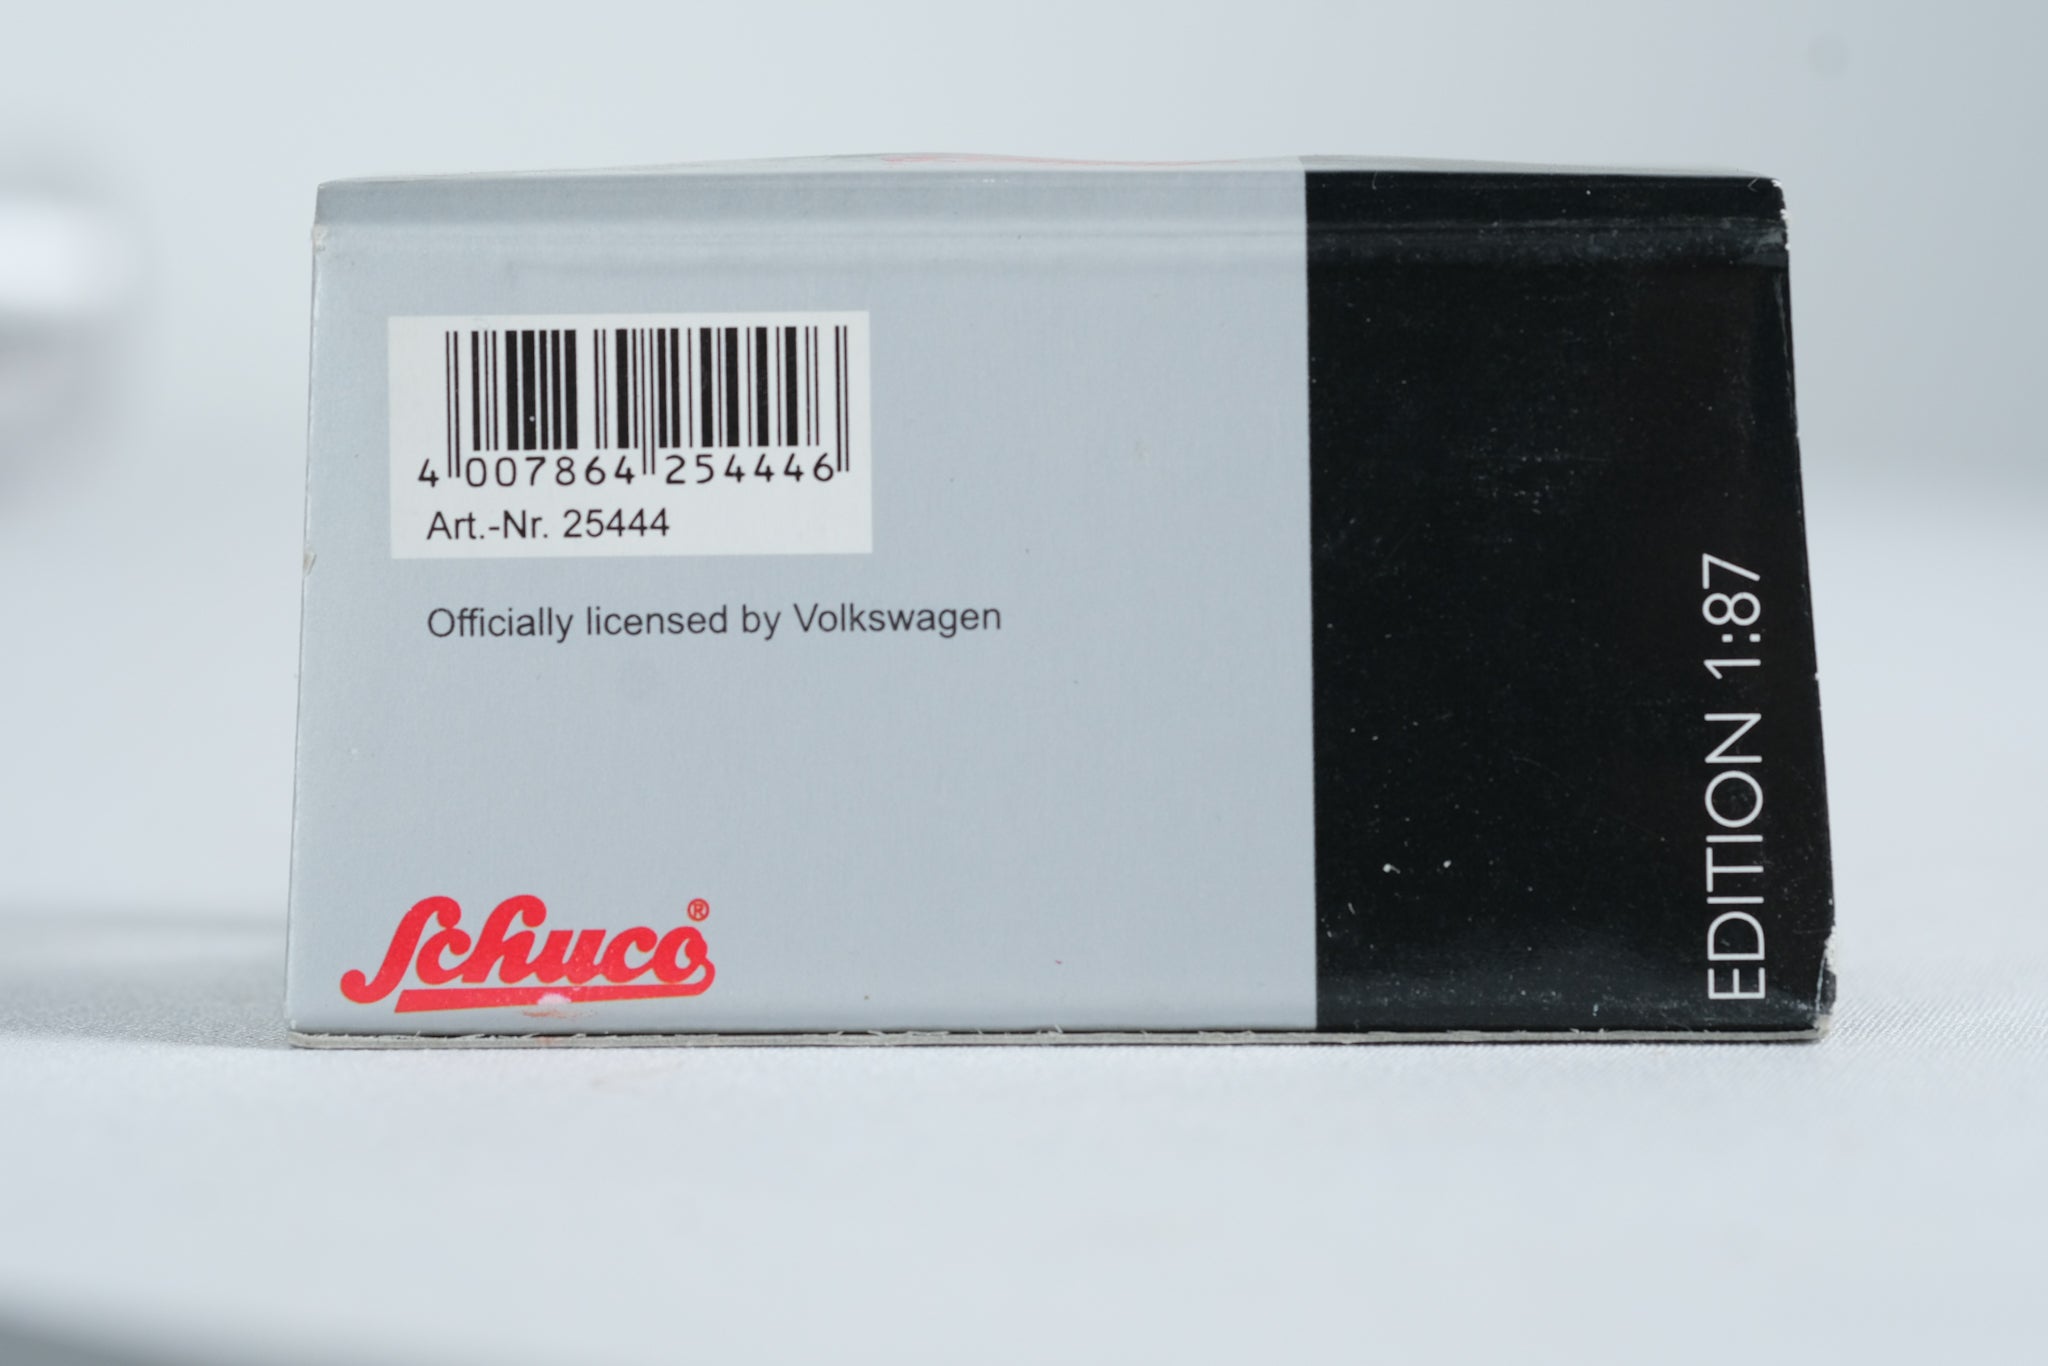 4 007864 254446
Art.-Nr. 25444
Officially licensed by Volkswagen
Schuco®
EDITION 1:87